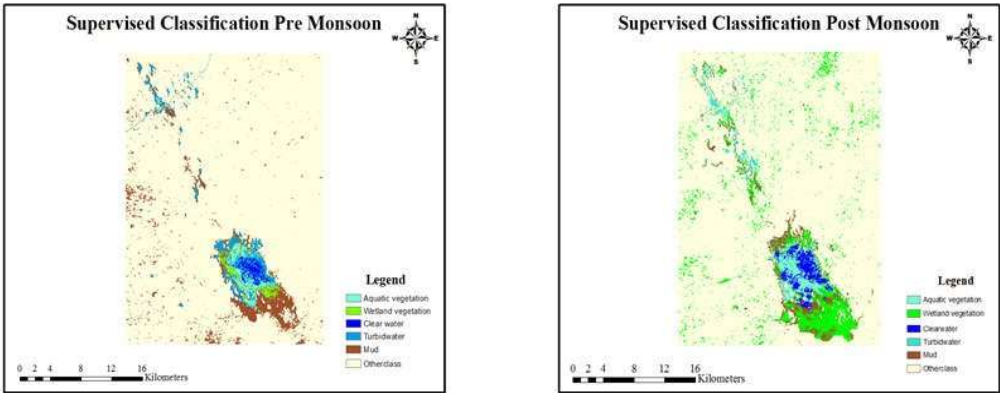 Supervised Classification Pre Monsoon
N
W E
S
Legend
Aquatic vegetation
Wetland vegetation
Clear water
Turbidwater
Mud
Otherclass
0 2 4 8 12 16
Kilometers
Supervised Classification Post Monsoon
N
W E
S
Legend
Aquatic vegetation
Wetland vegetation
Clearwater
Turbidwater
Mud
Otherclass
0 2 4 8 12 16
Kilometers